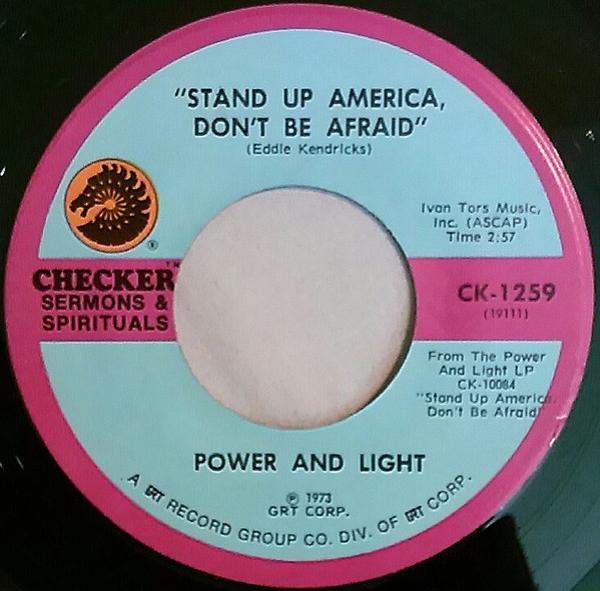 "STAND UP AMERICA,
DON'T BE AFRAID"
(Eddie Kendricks)
Ivan Tors Music,
Inc. (ASCAP)
Time 2:57
®
CHECKER™
SERMONS &
SPIRITUALS
CK-1259
(19111)
From The Power
And Light LP
CK-10084
"Stand Up America,
Don't Be Afraid"
POWER AND LIGHT
℗ 1973
GRT CORP.
A GRT RECORD GROUP CO. DIV. OF GRT CORP.